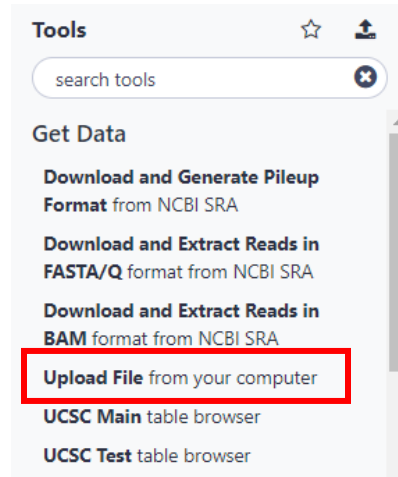 Tools
search tools
Get Data
Download and Generate Pileup
Format from NCBI SRA
Download and Extract Reads in
FASTA/Q format from NCBI SRA
Download and Extract Reads in
BAM format from NCBI SRA
Upload File from your computer
UCSC Main table browser
UCSC Test table browser